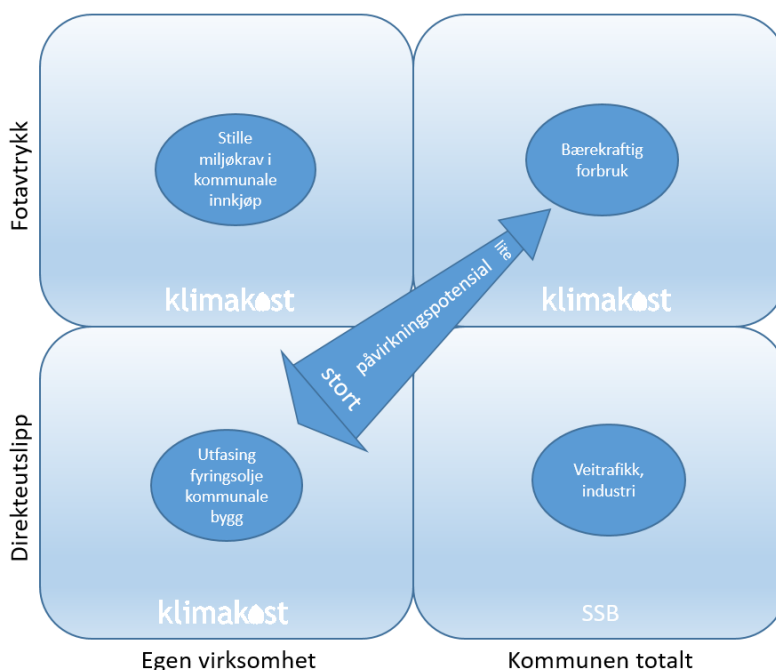 Fotavtrykk
Stille
miljøkrav i
kommunale
innkjøp
klimakost
Bærekraftig
forbruk
klimakost
stort påvirkningspotensial lite
Direkteutslipp
Utfasing
fyringsolje
kommunale
bygg
klimakost
Veitrafikk,
industri
SSB
Egen virksomhet
Kommunen totalt